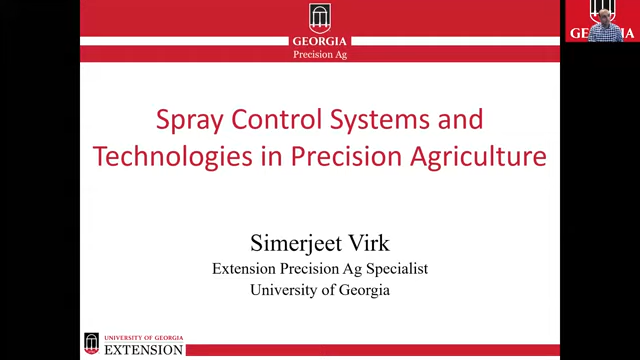 GEORGIA
Precision Ag
GEORGIA
Spray Control Systems and
Technologies in Precision Agriculture
Simerjeet Virk
Extension Precision Ag Specialist
University of Georgia
UNIVERSITY OF GEORGIA
EXTENSION